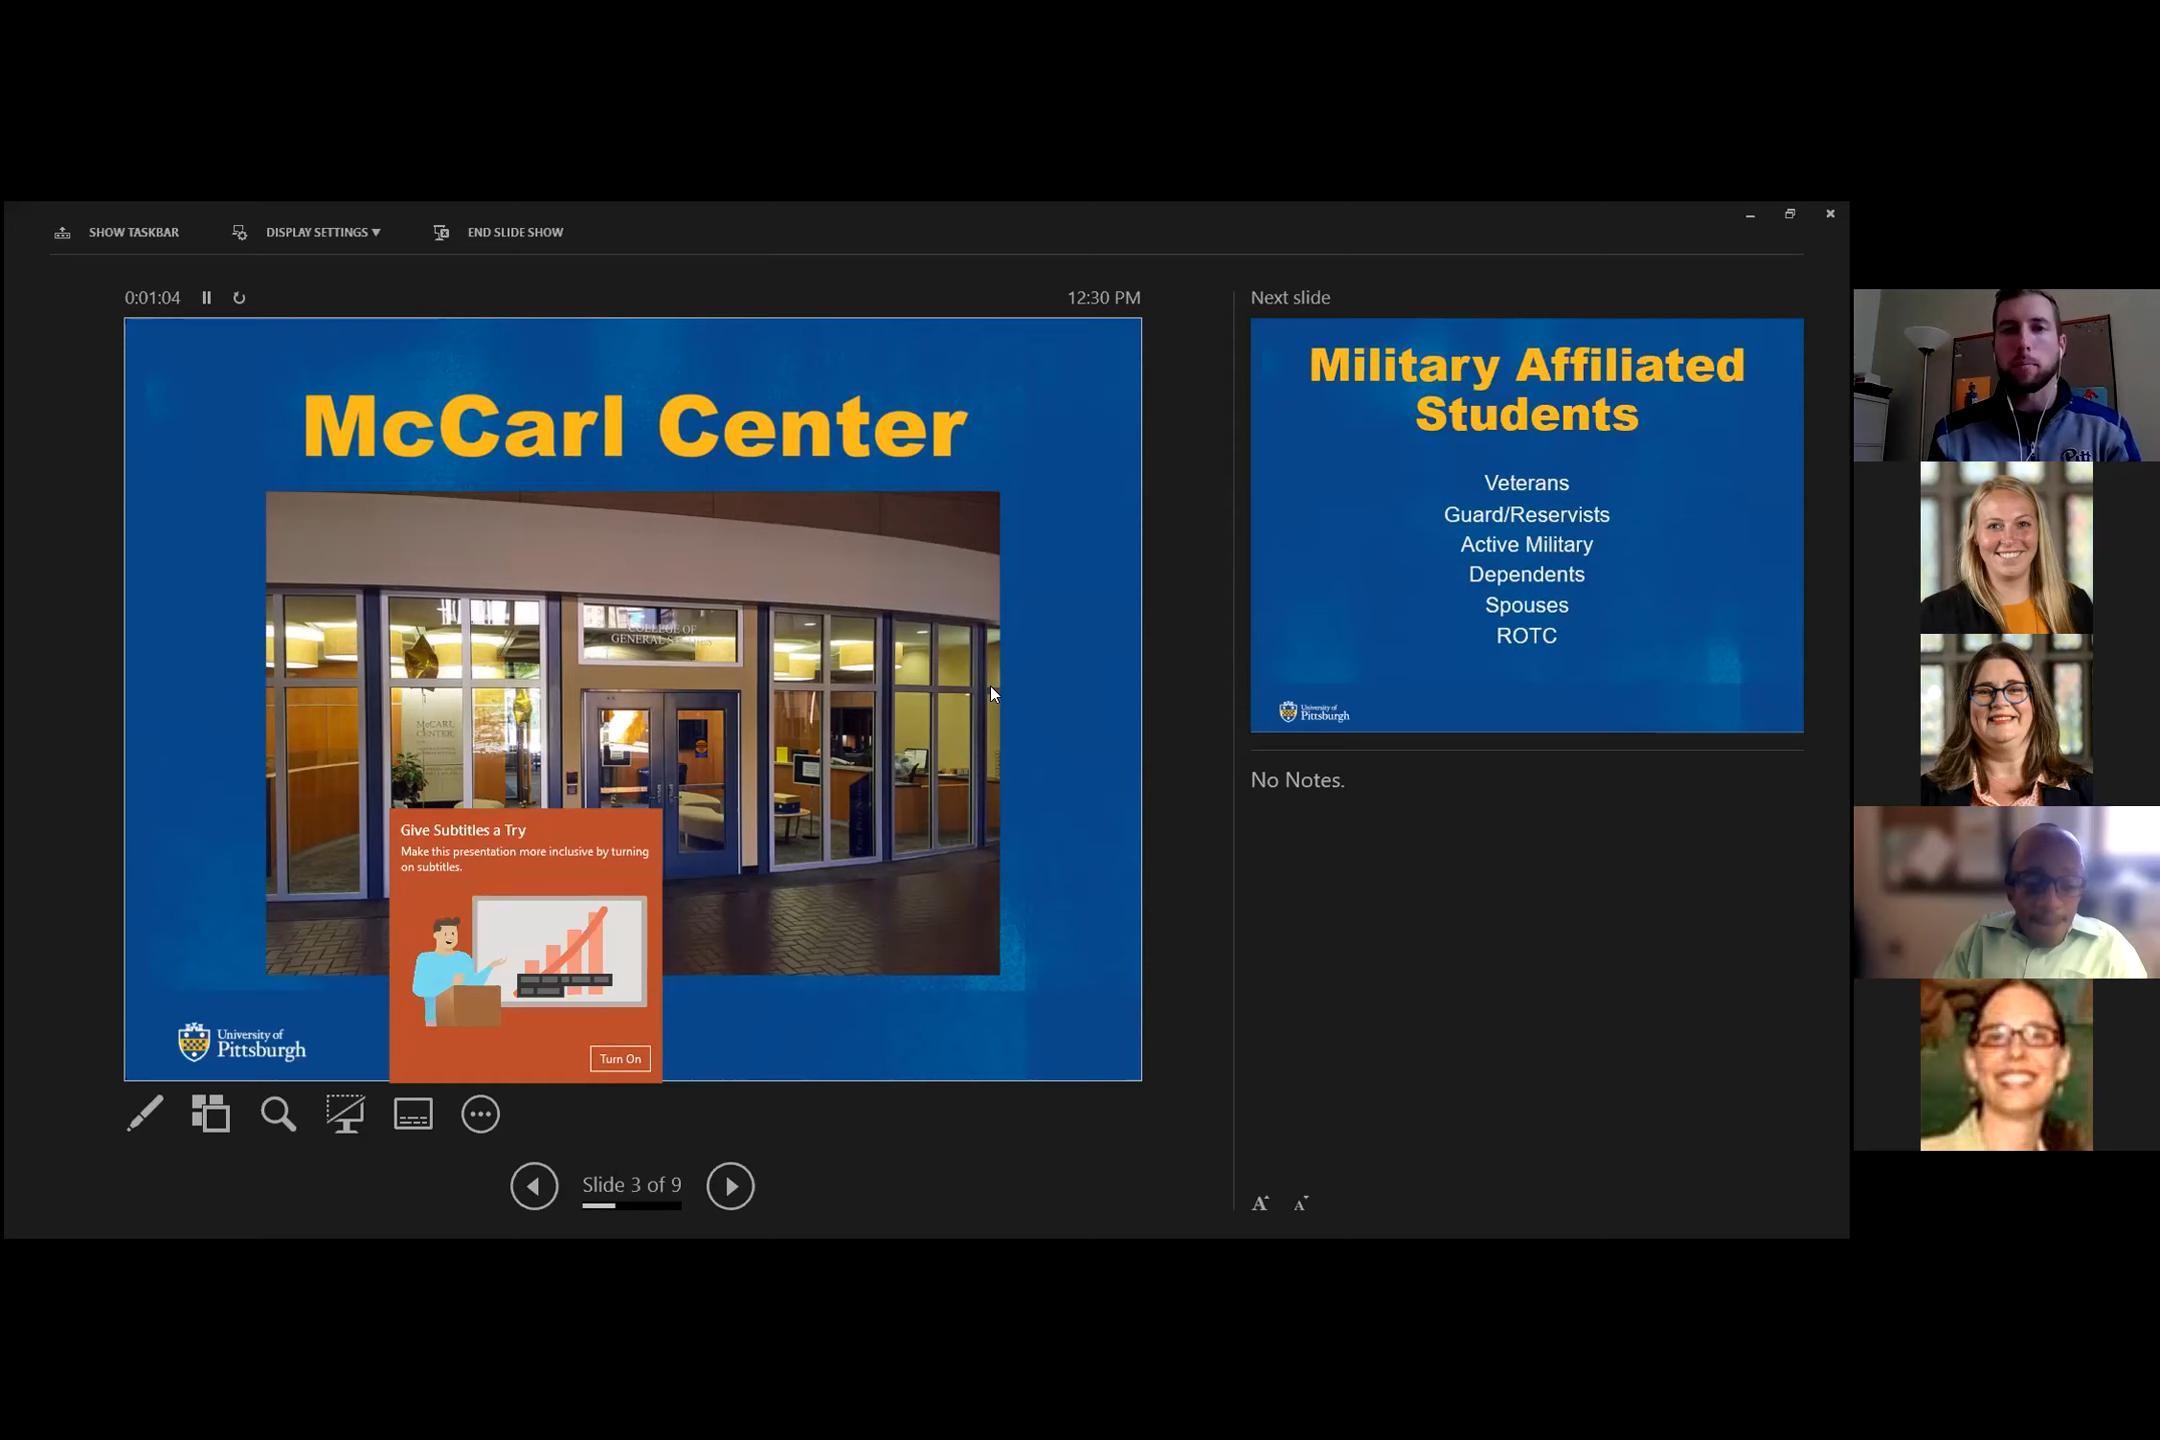 SHOW TASKBAR
DISPLAY SETTINGS ▼
END SLIDE SHOW
0:01:04
12:30 PM
McCarl Center
COLLEGE OF
GENERAL STUDIES
McCARL
CENTER
Give Subtitles a Try
Make this presentation more inclusive by turning
on subtitles.
Turn On
University of
Pittsburgh
Slide 3 of 9
Next slide
Military Affiliated
Students
Veterans
Guard/Reservists
Active Military
Dependents
Spouses
ROTC
University of
Pittsburgh
No Notes.
A
A
Pitt